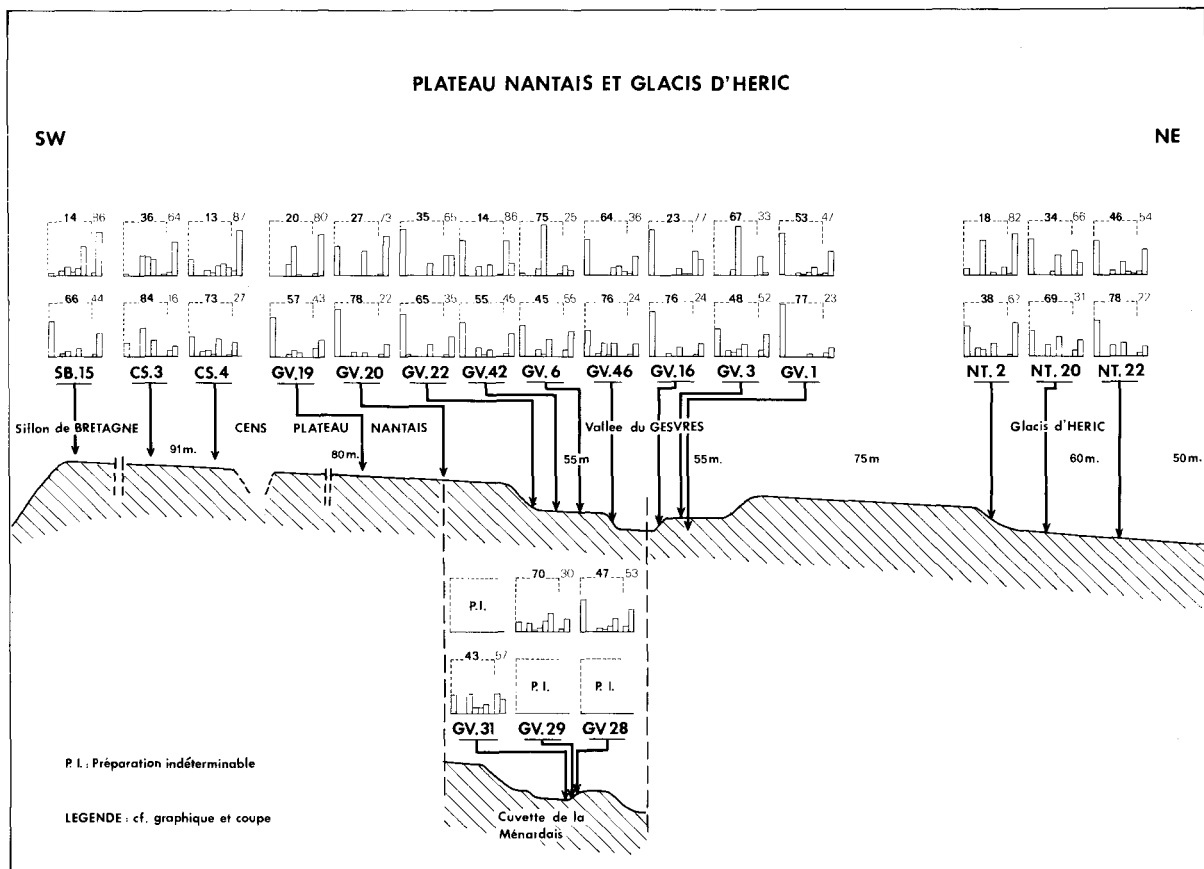 PLATEAU NANTAIS ET GLACIS D'HERIC
SW NE
14 86 36 64 13 87 20 80 27 73 35 65 14 86 75 25 64 36 23 77 67 33 53 47 18 82 34 66 46 54
66 44 84 16 73 27 57 43 78 22 65 35 55 45 45 55 76 24 76 24 48 52 77 23 38 62 69 31 78 22
SB.15 CS.3 CS.4 GV.19 GV.20 GV.22 GV.42 GV.6 GV.46 GV.16 GV.3 GV.1 NT.2 NT.20 NT.22
Sillon de BRETAGNE CENS PLATEAU NANTAIS Vallee du GESVRES Glacis d'HERIC
91m. 80m. 55m 55m. 75m 60m. 50m.
P.I. 70 30 47 53
43 57 P.I. P.I.
GV.31 GV.29 GV 28
P.I. : Préparation indéterminable
LEGENDE : cf. graphique et coupe
Cuvette de la
Ménardais